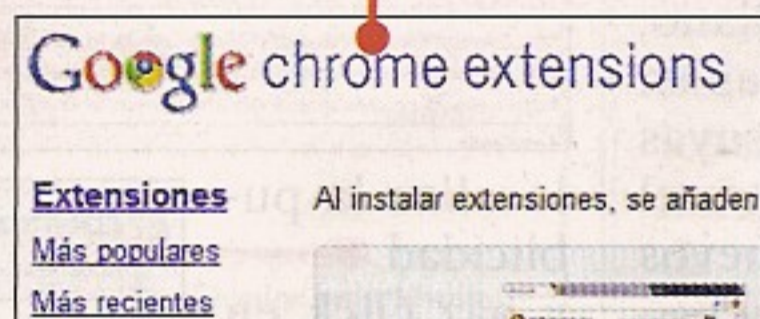 Google chrome extensions
Extensiones
Al instalar extensiones, se añaden
Más populares
Más recientes